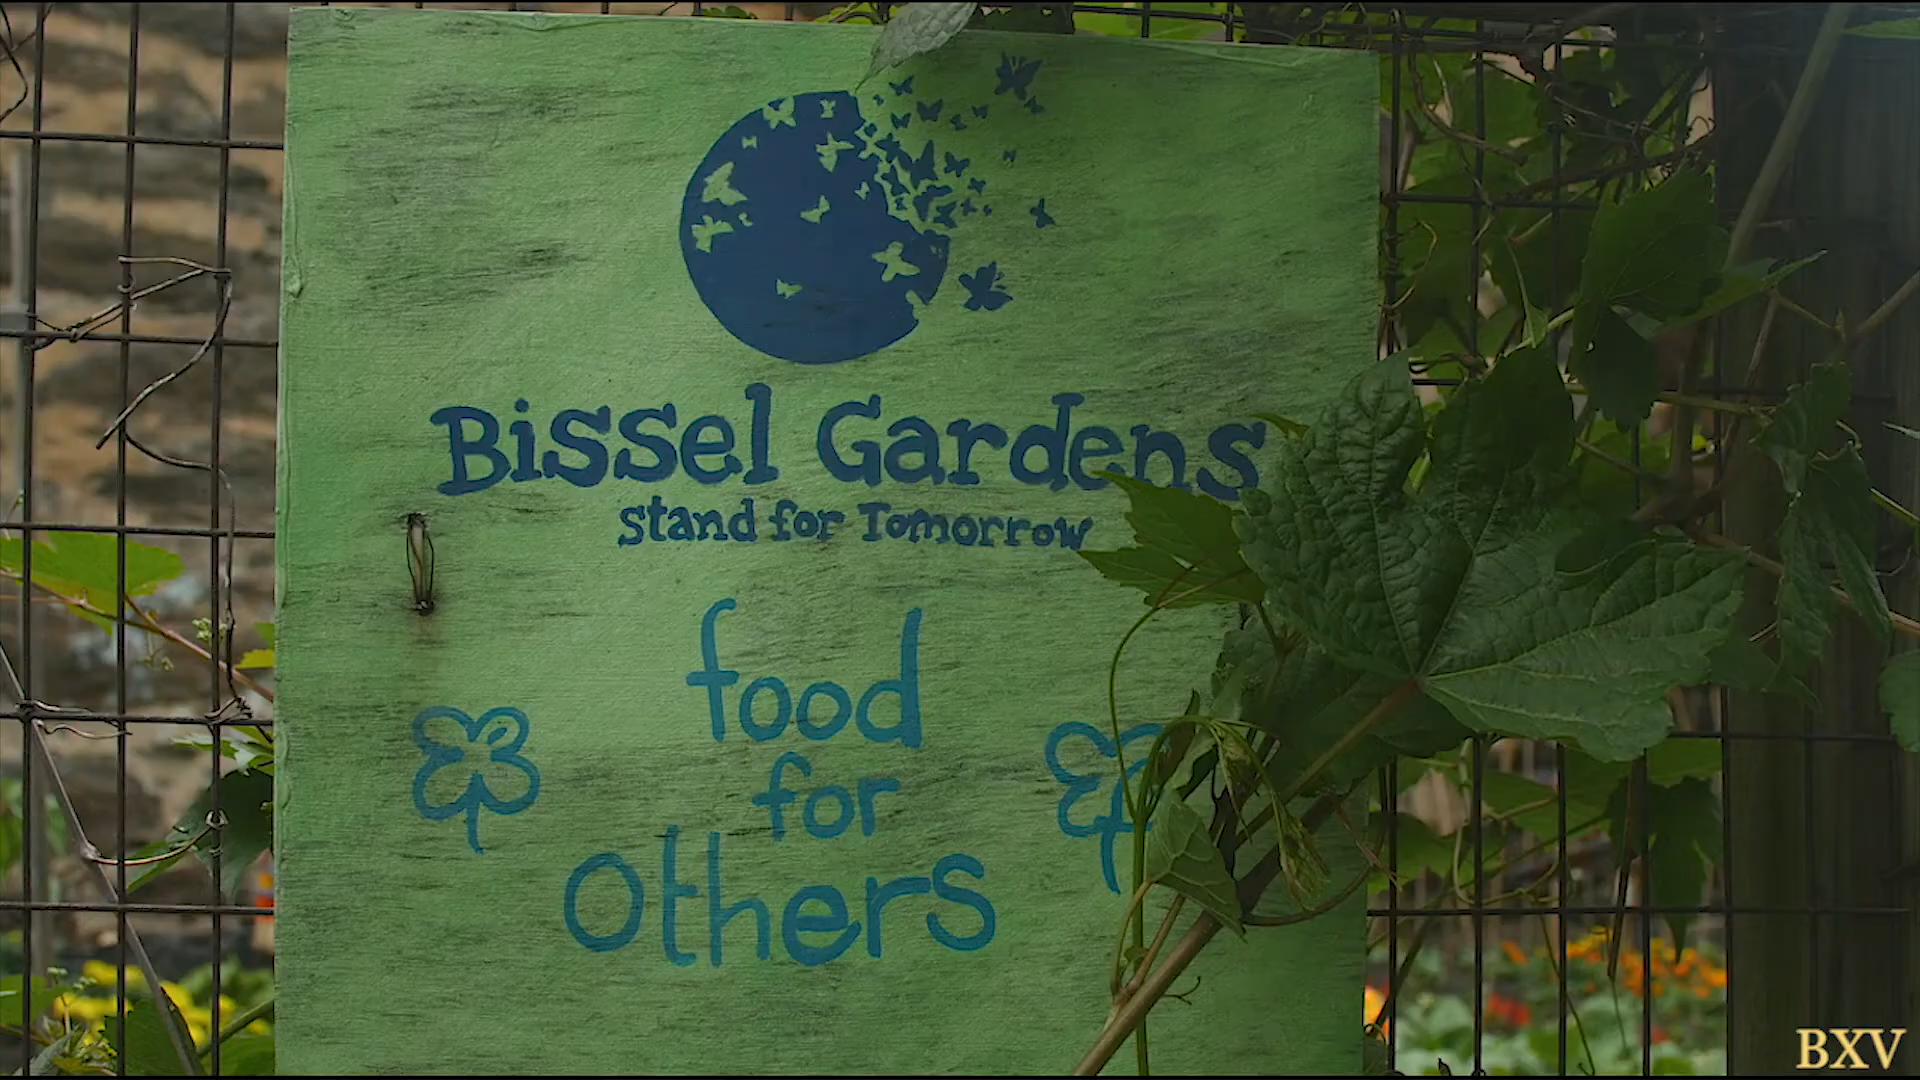 Bissel Gardens
Stand for Tomorrow
food
for
Others
BXV